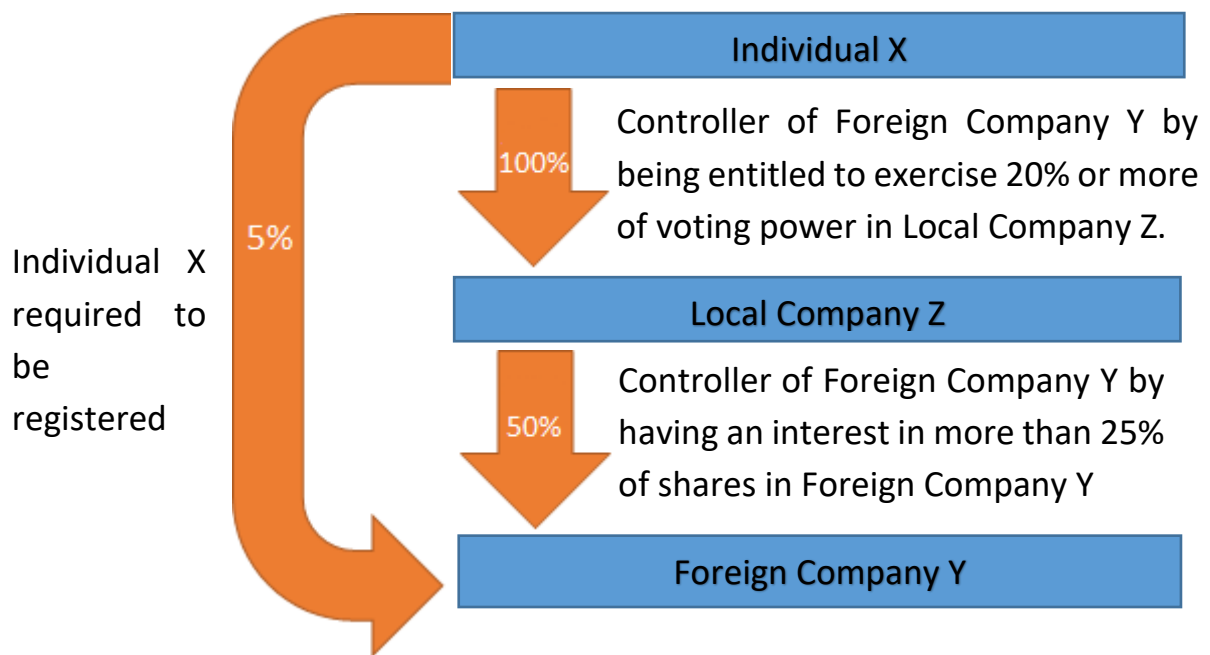 Individual X
Controller of Foreign Company Y by
being entitled to exercise 20% or more
of voting power in Local Company Z.
100%
5%
Individual X
required to
be
registered
Local Company Z
Controller of Foreign Company Y by
having an interest in more than 25%
of shares in Foreign Company Y
50%
Foreign Company Y